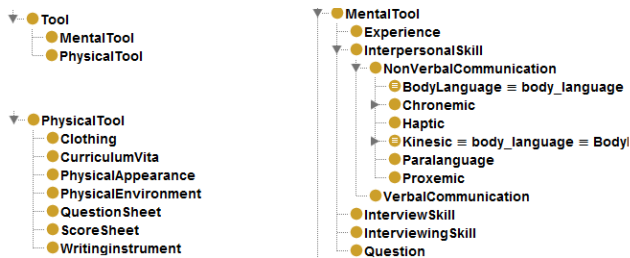 Tool
MentalTool
PhysicalTool
PhysicalTool
Clothing
CurriculumVita
PhysicalAppearance
PhysicalEnvironment
QuestionSheet
ScoreSheet
Writinginstrument
MentalTool
Experience
InterpersonalSkill
NonVerbalCommunication
BodyLanguage ≡ body_language
Chronemic
Haptic
Kinesic ≡ body_language ≡ Bodyl
Paralanguage
Proxemic
VerbalCommunication
InterviewSkill
InterviewingSkill
Question